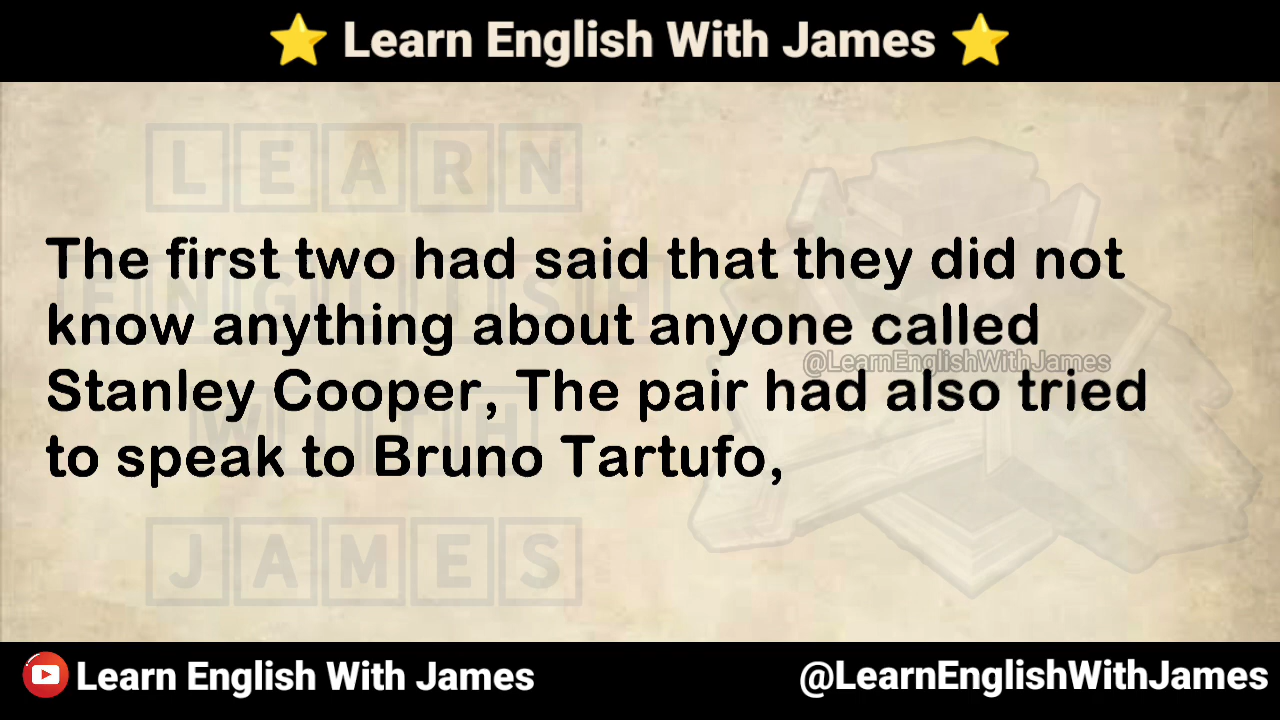 ⭐ Learn English With James ⭐
LEARN
The first two had said that they did not
ENGLISH
know anything about anyone called
@LearnEnglishWithJames
Stanley Cooper, The pair had also tried
WITH
to speak to Bruno Tartufo,
JAMES
Learn English With James
@LearnEnglishWithJames